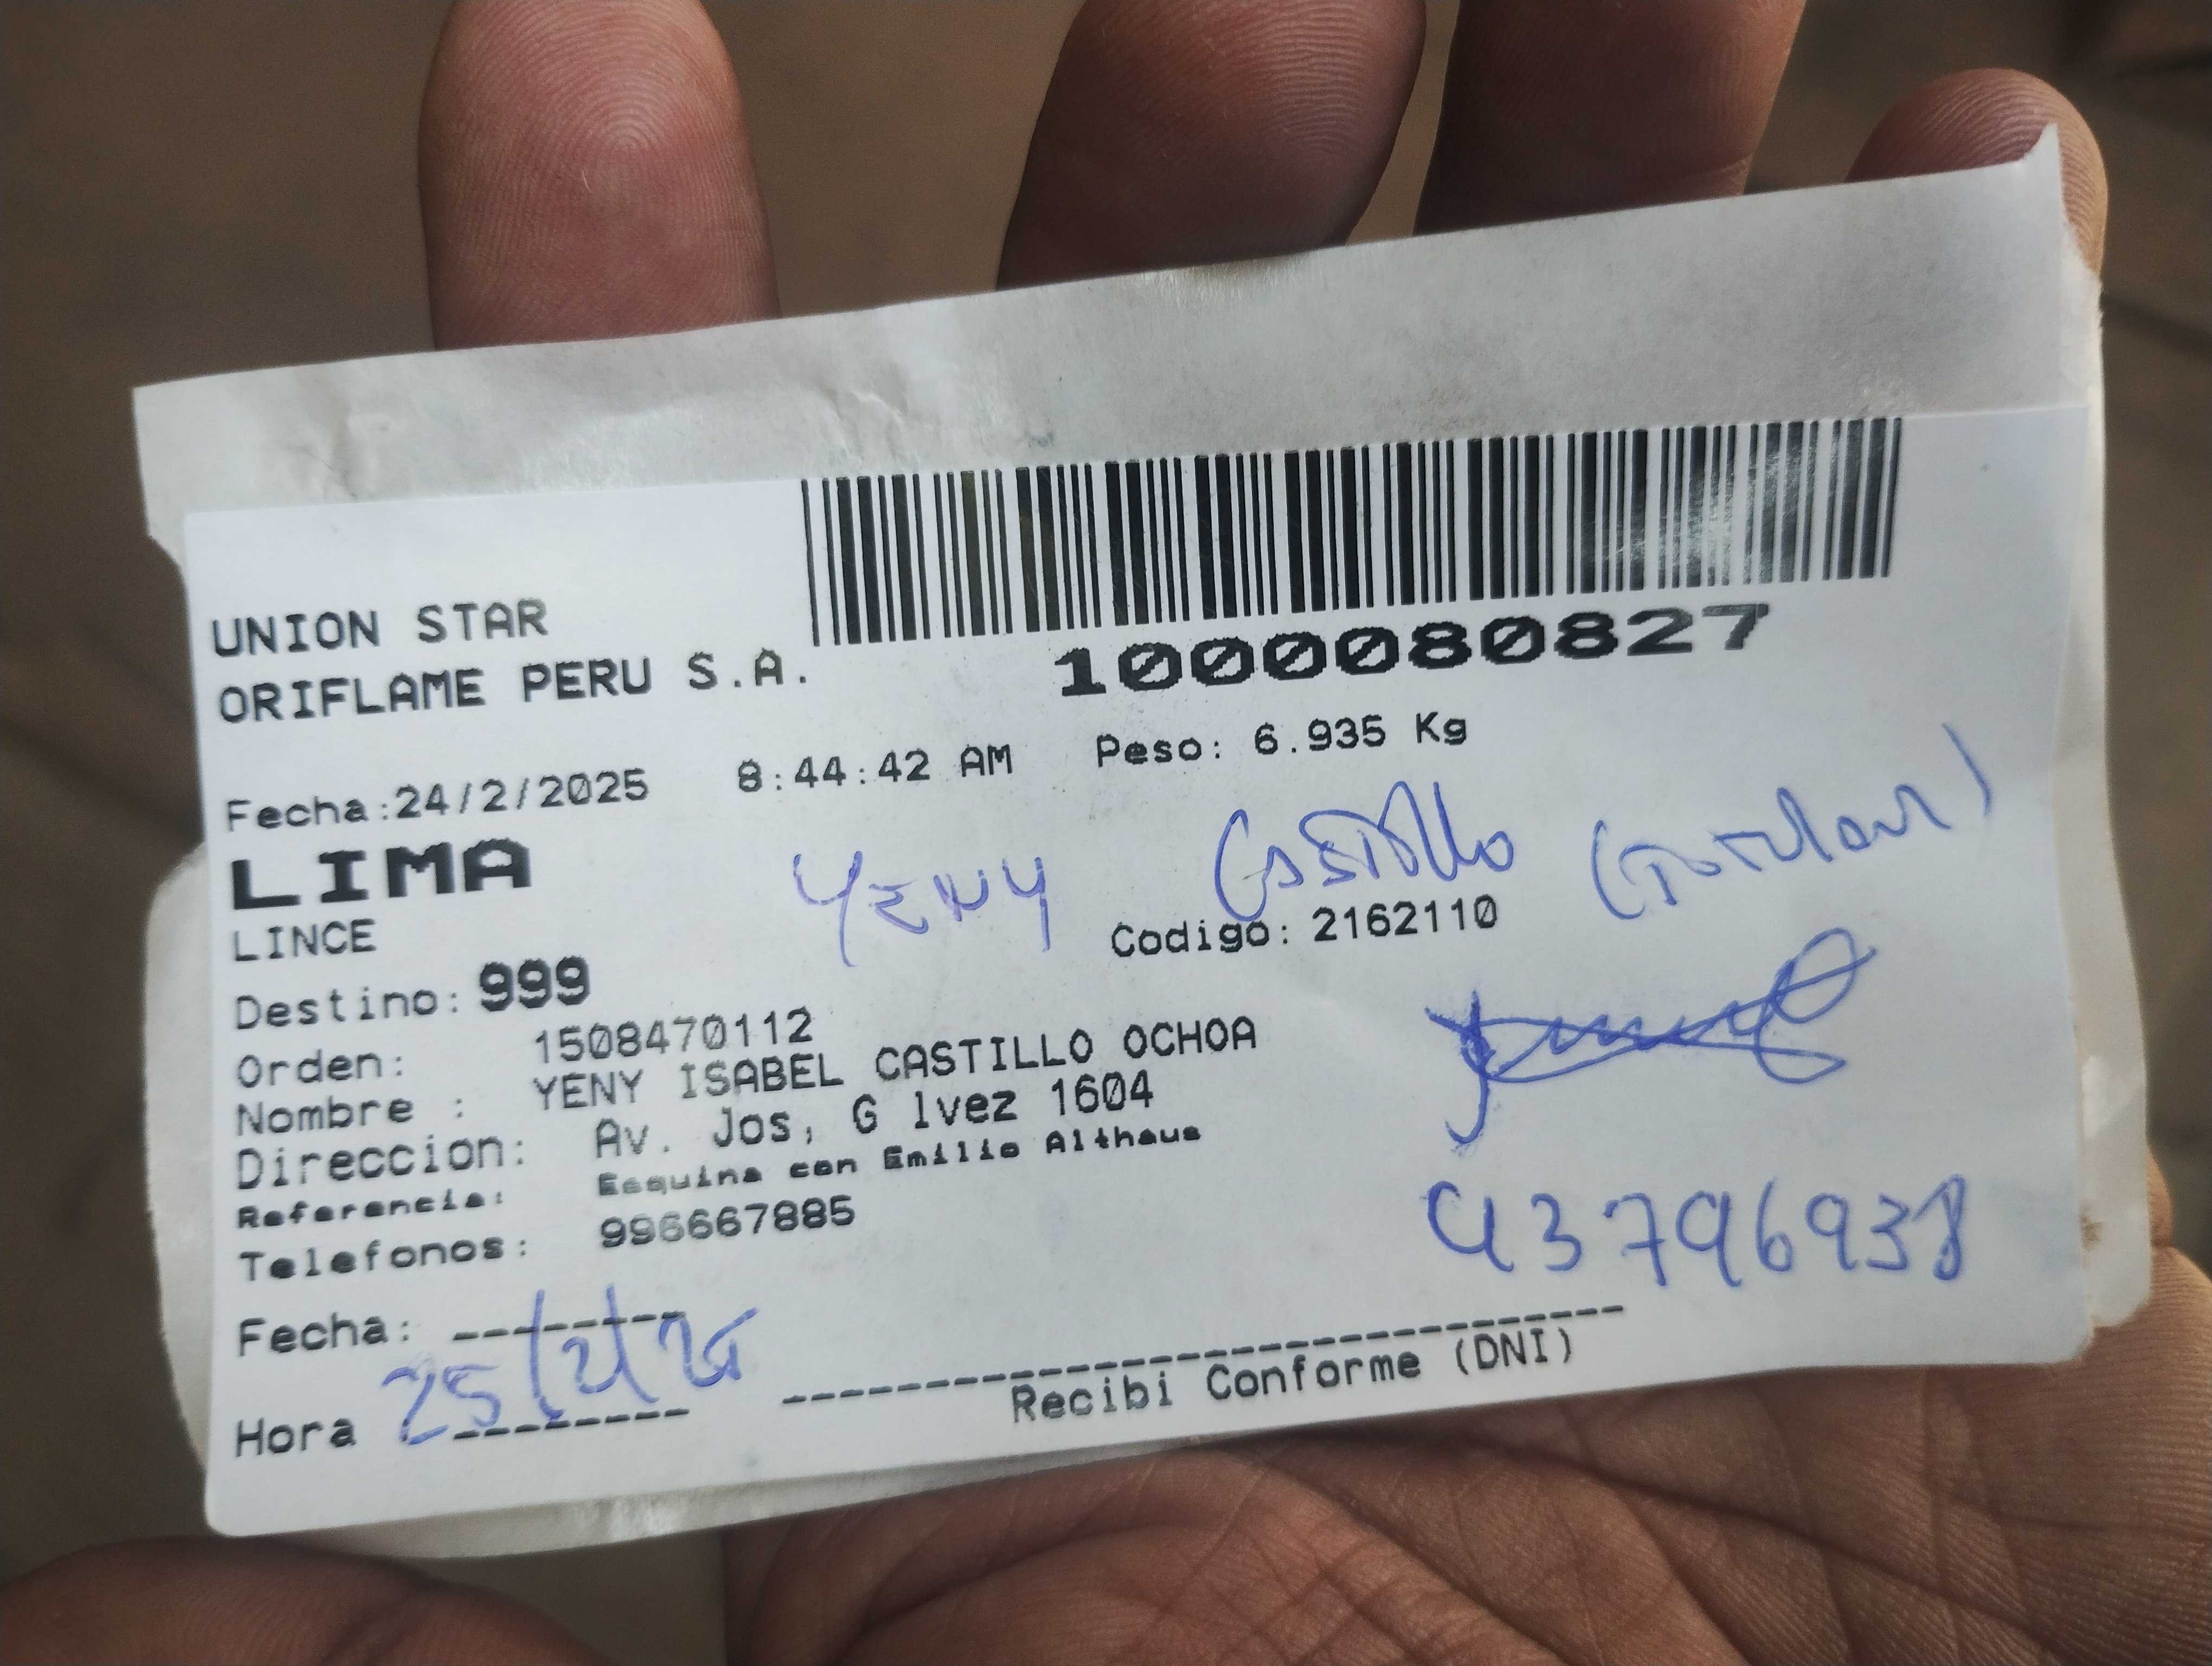 UNION STAR
ORIFLAME PERU S.A.
1000080827
Fecha:24/2/2025 8:44:42 AM Peso: 6.935 Kg
LIMA
YENY Castillo (Titular)
LINCE
Codigo: 2162110
Destino: 999
Orden: 1508470112
Nombre : YENY ISABEL CASTILLO OCHOA
Direccion: Av. Jos, G lvez 1604
Referencia: Esquina con Emilio Althaus
Telefonos: 996667885
43796938
Fecha: --------
25/2/25
Hora --------
Recibi Conforme (DNI)